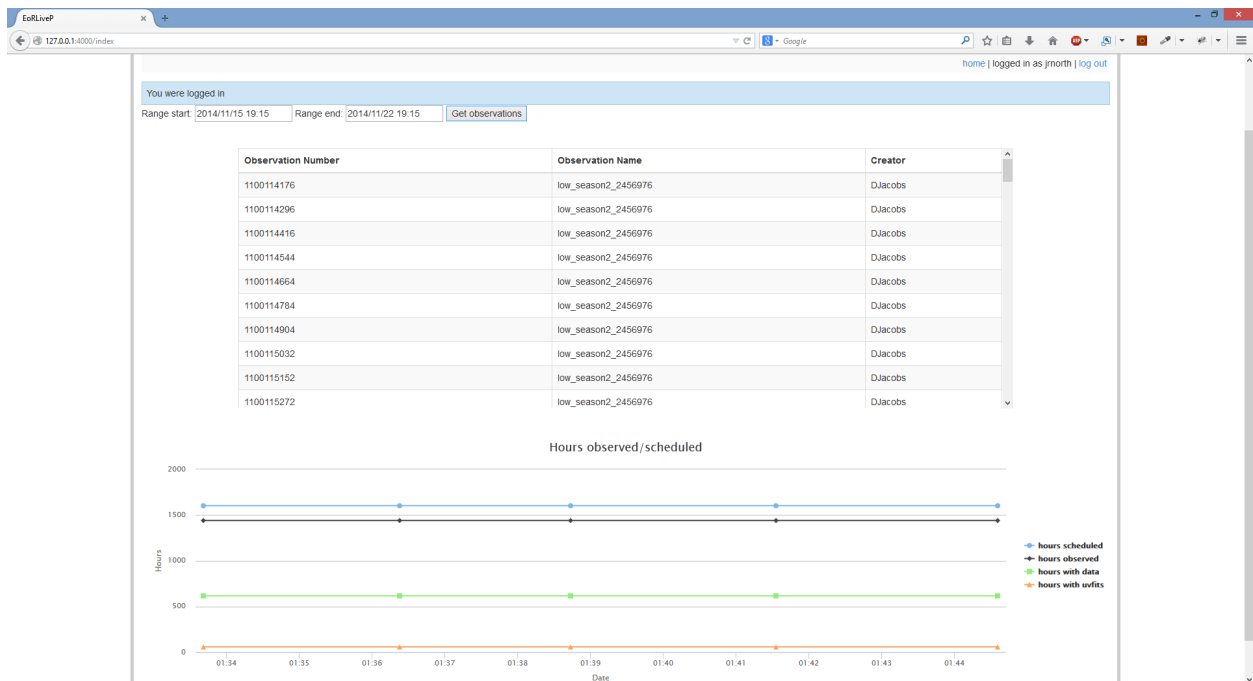 EoRLiveP
127.0.0.1:4000/index
Google
home | logged in as jrnorth | log out
You were logged in
Range start: 2014/11/15 19:15 Range end: 2014/11/22 19:15 Get observations
Observation Number Observation Name Creator
1100114176 low_season2_2456976 DJacobs
1100114296 low_season2_2456976 DJacobs
1100114416 low_season2_2456976 DJacobs
1100114544 low_season2_2456976 DJacobs
1100114664 low_season2_2456976 DJacobs
1100114784 low_season2_2456976 DJacobs
1100114904 low_season2_2456976 DJacobs
1100115032 low_season2_2456976 DJacobs
1100115152 low_season2_2456976 DJacobs
1100115272 low_season2_2456976 DJacobs
Hours observed/scheduled
2000
1500
1000
500
0
Hours
hours scheduled
hours observed
hours with data
hours with uvfits
01:34 01:35 01:36 01:37 01:38 01:39 01:40 01:41 01:42 01:43 01:44
Date